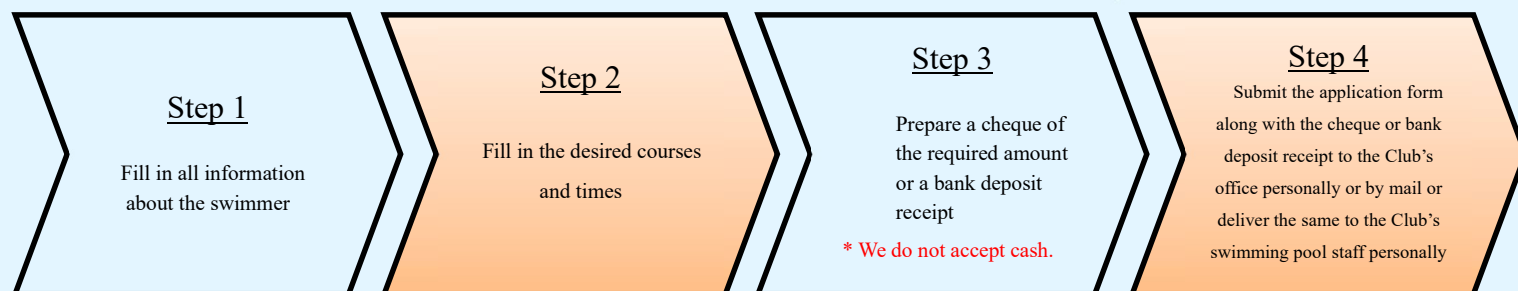 Step 1
Fill in all information
about the swimmer
Step 2
Fill in the desired courses
and times
Step 3
Prepare a cheque of
the required amount
or a bank deposit
receipt
* We do not accept cash.
Step 4
Submit the application form
along with the cheque or bank
deposit receipt to the Club’s
office personally or by mail or
deliver the same to the Club’s
swimming pool staff personally